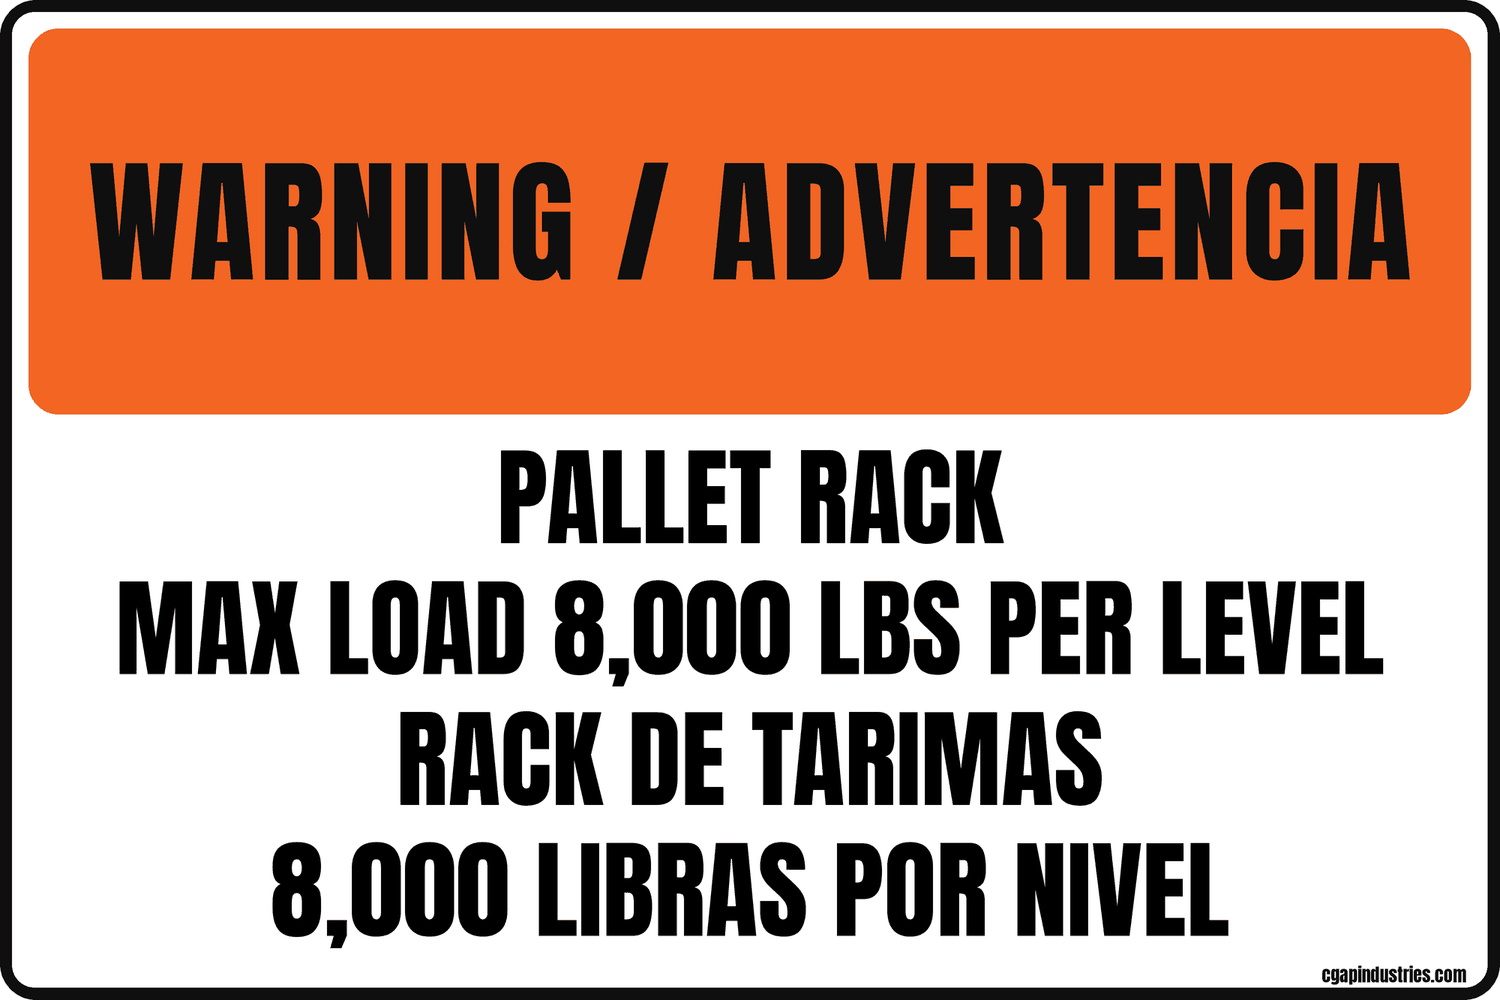 WARNING / ADVERTENCIA
PALLET RACK
MAX LOAD 8,000 LBS PER LEVEL
RACK DE TARIMAS
8,000 LIBRAS POR NIVEL
cgapindustries.com